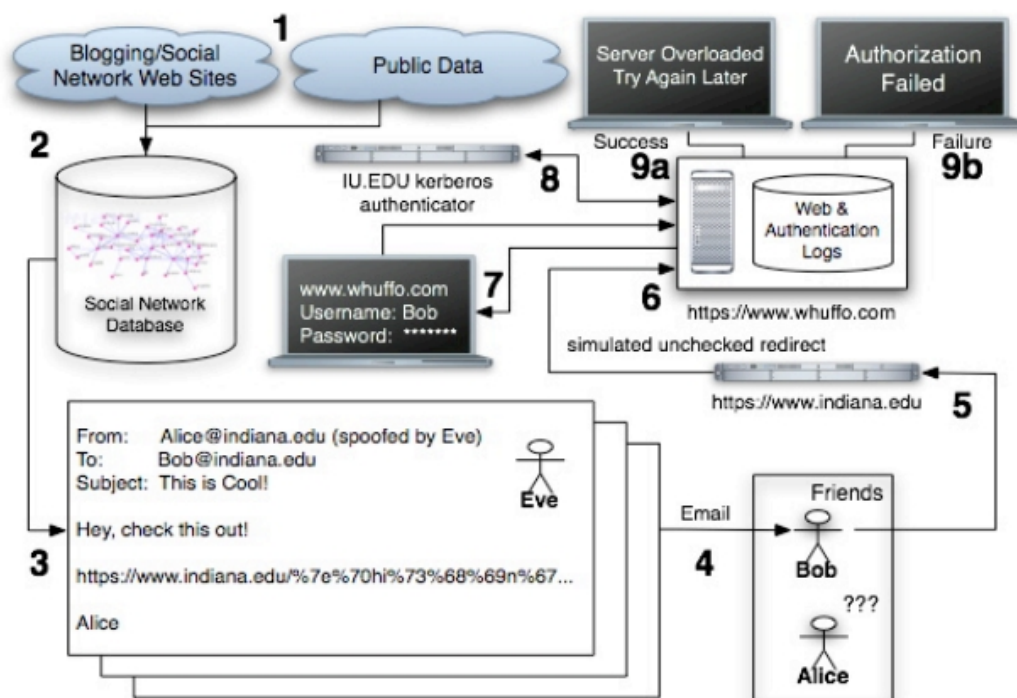 1
Blogging/Social
Network Web Sites
Public Data
Server Overloaded
Try Again Later
Authorization
Failed
2
Success
9a
Failure
9b
8
IU.EDU kerberos
authenticator
Web &
Authentication
Logs
Social Network
Database
www.whuffo.com
Username: Bob
Password: *******
7
6
https://www.whuffo.com
simulated unchecked redirect
https://www.indiana.edu
5
3
From: Alice@indiana.edu (spoofed by Eve)
To: Bob@indiana.edu
Subject: This is Cool!
Hey, check this out!
https://www.indiana.edu/%7e%70hi%73%68%69n%67...
Alice
Eve
Email
4
Friends
Bob
???
Alice